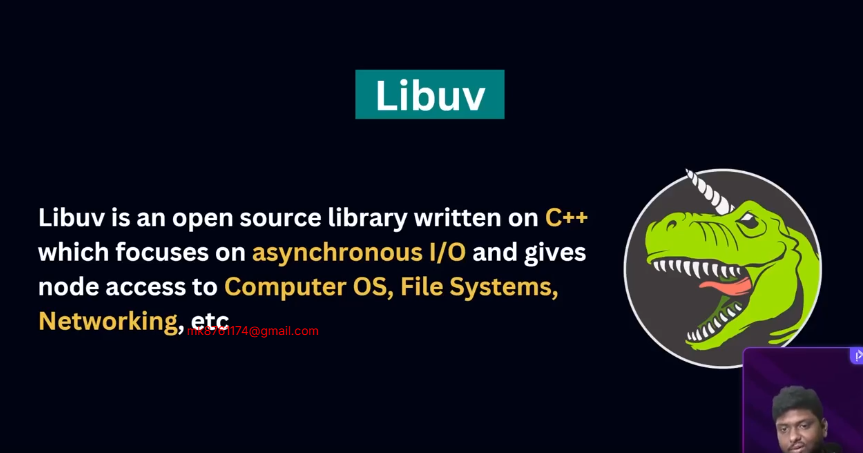 Libuv
Libuv is an open source library written on C++
which focuses on asynchronous I/O and gives
node access to Computer OS, File Systems,
Networking, etc
mk8761174@gmail.com